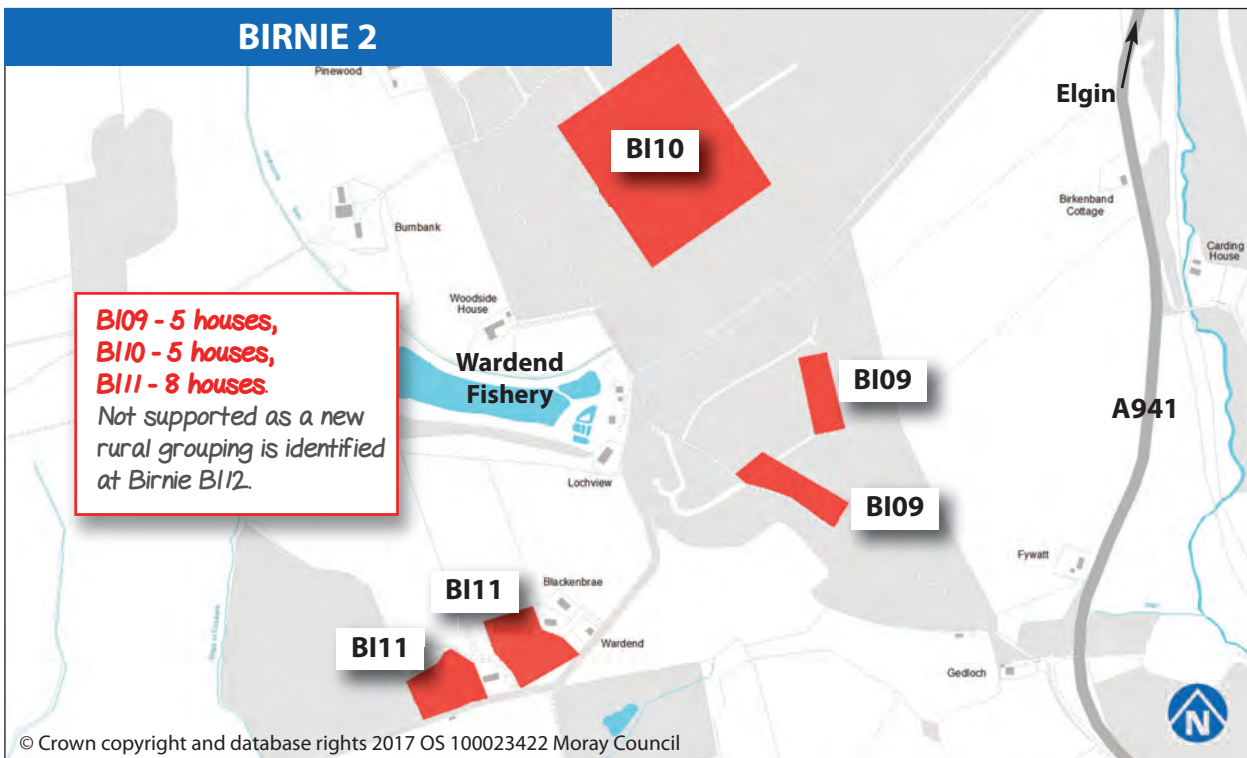 BIRNIE 2
Pinewood
Elgin
BI10
Birkenband
Cottage
Carding
House
Burnbank
Woodside
House
BI09 - 5 houses,
BI10 - 5 houses,
BI11 - 8 houses.
Not supported as a new
rural grouping is identified
at Birnie BI12.
Wardend
Fishery
BI09
A941
Lochview
BI09
Fywatt
Blackenbrae
BI11
BI11
Wardend
Gedloch
N
© Crown copyright and database rights 2017 OS 100023422 Moray Council